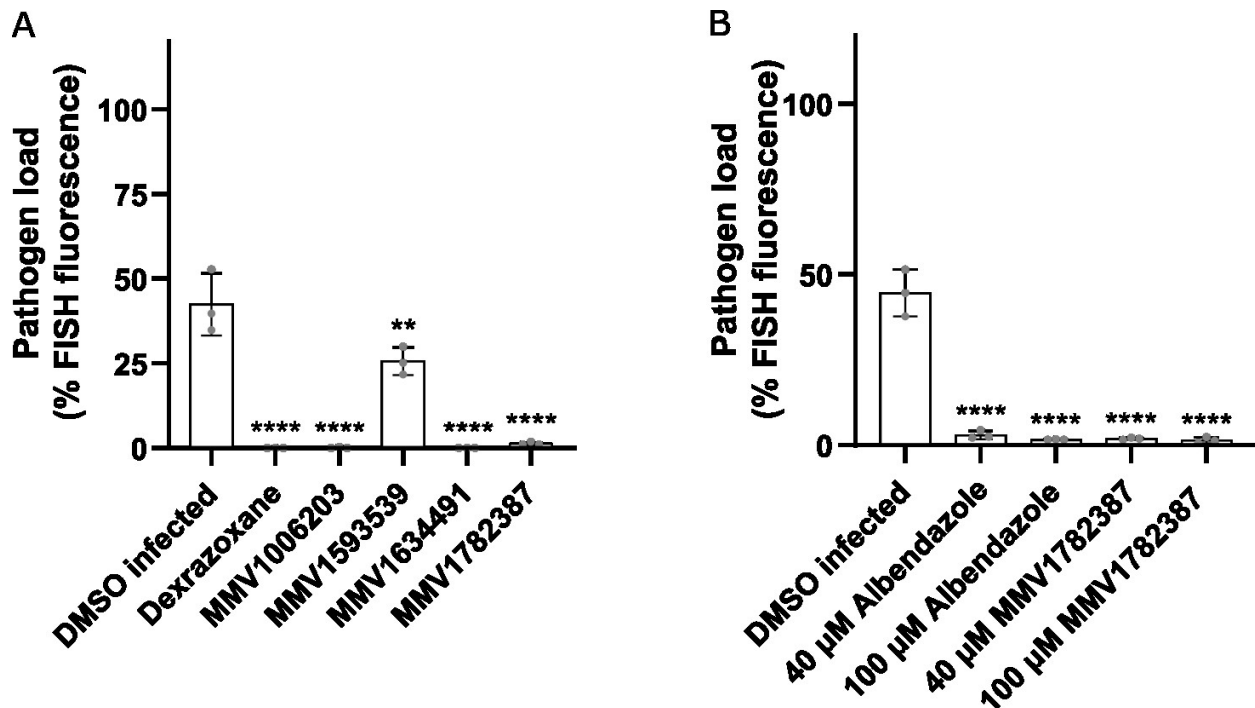 A
Pathogen load
(% FISH fluorescence)
100
75
50
25
0
**
****
****
****
****
DMSO infected
Dexrazoxane
MMV1006203
MMV1593539
MMV1634491
MMV1782387
B
Pathogen load
(% FISH fluorescence)
100
50
0
****
****
****
****
DMSO infected
40 µM Albendazole
100 µM Albendazole
40 µM MMV1782387
100 µM MMV1782387